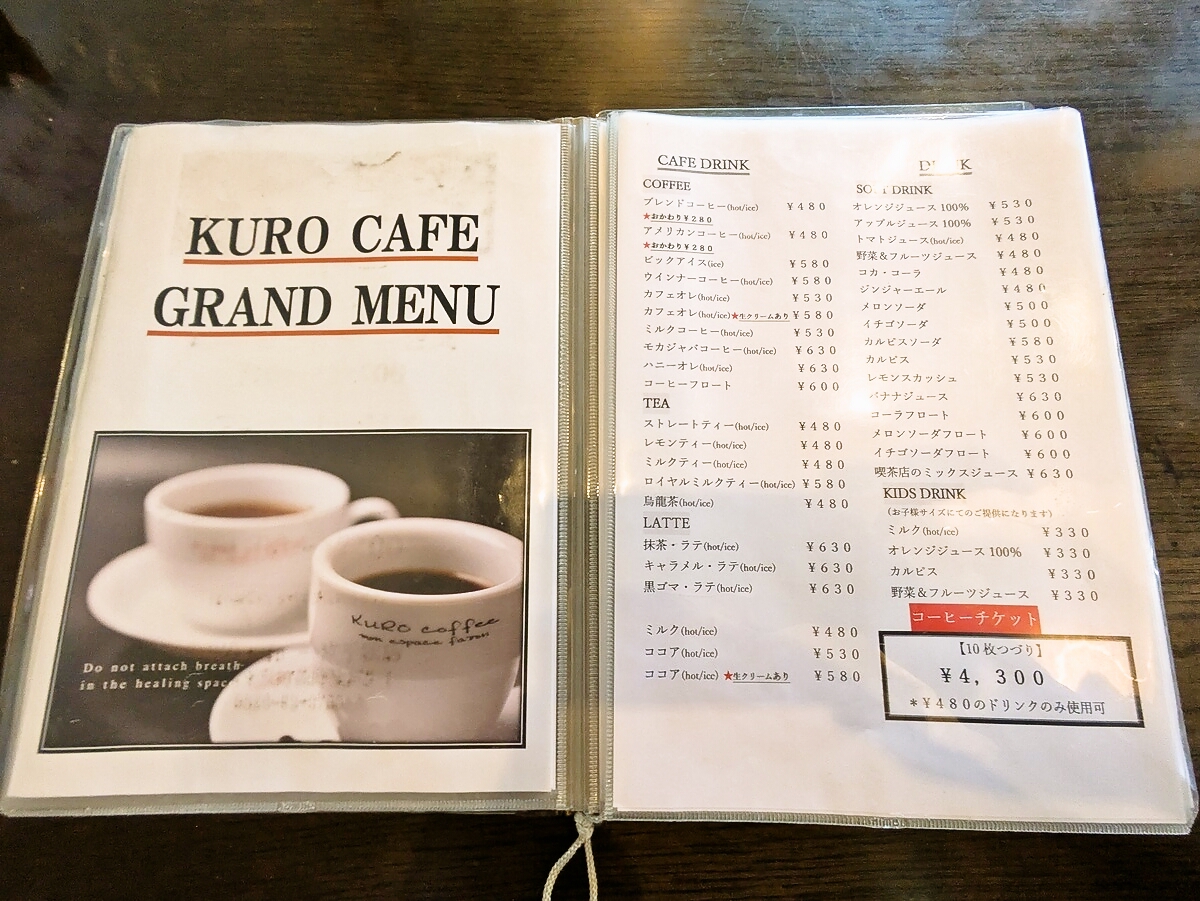 KURO CAFE
GRAND MENU
KURO coffee
mon espace favori
Do not attach breath
in the healing space
CAFE DRINK
COFFEE
ブレンドコーヒー(hot/ice) ¥480
★おかわり¥280
アメリカンコーヒー(hot/ice) ¥480
★おかわり¥280
ビックアイス(ice) ¥580
ウインナーコーヒー(hot/ice) ¥580
カフェオレ(hot/ice) ¥530
カフェオレ(hot/ice)★生クリームあり ¥580
ミルクコーヒー(hot/ice) ¥530
モカジャバコーヒー(hot/ice) ¥630
ハニーオレ(hot/ice) ¥630
コーヒーフロート ¥600
TEA
ストレートティー(hot/ice) ¥480
レモンティー(hot/ice) ¥480
ミルクティー(hot/ice) ¥480
ロイヤルミルクティー(hot/ice) ¥580
烏龍茶(hot/ice) ¥480
LATTE
抹茶・ラテ(hot/ice) ¥630
キャラメル・ラテ(hot/ice) ¥630
黒ゴマ・ラテ(hot/ice) ¥630
ミルク(hot/ice) ¥480
ココア(hot/ice) ¥530
ココア(hot/ice) ★生クリームあり ¥580
DRINK
SOFT DRINK
オレンジジュース100% ¥530
アップルジュース100% ¥530
トマトジュース(hot/ice) ¥480
野菜&フルーツジュース ¥480
コカ・コーラ ¥480
ジンジャーエール ¥480
メロンソーダ ¥500
イチゴソーダ ¥500
カルピスソーダ ¥580
カルピス ¥530
レモンスカッシュ ¥530
バナナジュース ¥630
コーラフロート ¥600
メロンソーダフロート ¥600
イチゴソーダフロート ¥600
喫茶店のミックスジュース ¥630
KIDS DRINK
(お子様サイズにてのご提供になります)
ミルク(hot/ice) ¥330
オレンジジュース100% ¥330
カルピス ¥330
野菜&フルーツジュース ¥330
コーヒーチケット
【10枚つづり】
¥4,300
*¥480のドリンクのみ使用可